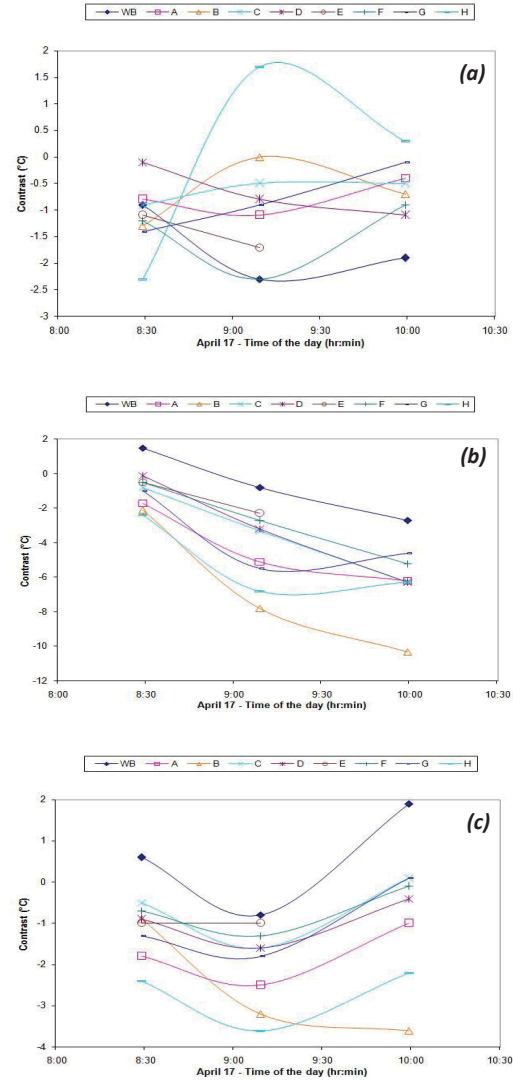 WB A B C D E F G H
(a)
2
1.5
1
0.5
0
-0.5
-1
-1.5
-2
-2.5
-3
Contrast (°C)
8:00 8:30 9:00 9:30 10:00 10:30
April 17 - Time of the day (hr:min)
WB A B C D E F G H
(b)
2
0
-2
-4
-6
-8
-10
-12
Contrast (°C)
8:00 8:30 9:00 9:30 10:00 10:30
April 17 - Time of the day (hr:min)
WB A B C D E F G H
(c)
2
1
0
-1
-2
-3
-4
Contrast (°C)
8:00 8:30 9:00 9:30 10:00 10:30
April 17 - Time of the day (hr:min)